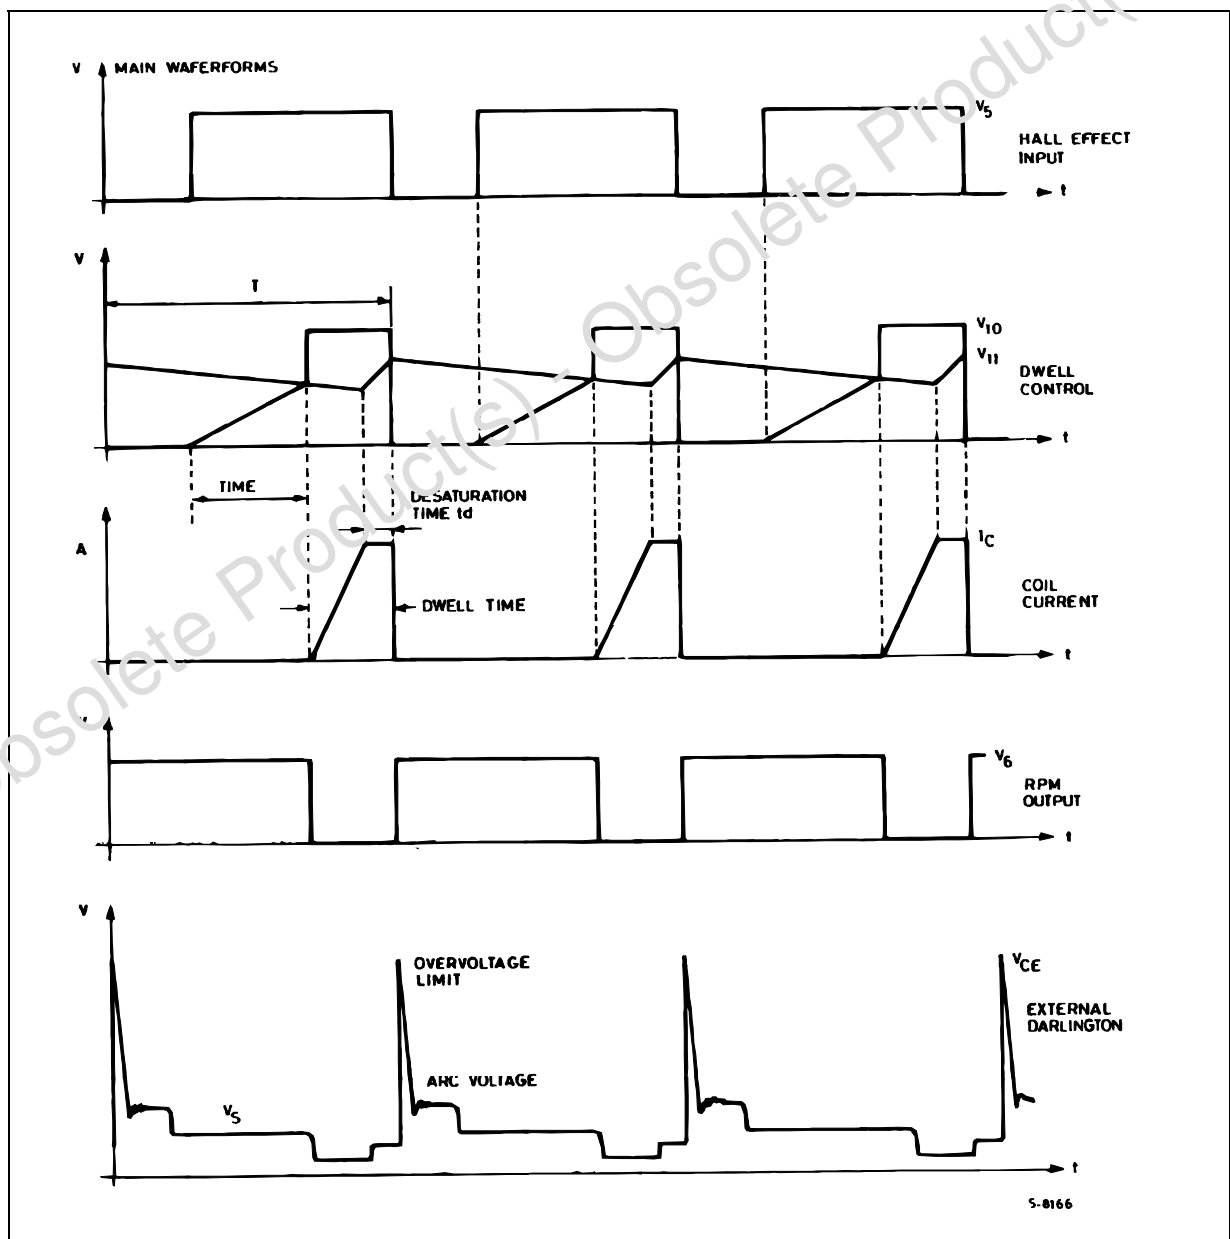 V MAIN WAFERFORMS
V5
HALL EFFECT
INPUT
t
V
T
V10
V11
DWELL
CONTROL
t
TIME
DESATURATION
TIME td
A
IC
DWELL TIME
COIL
CURRENT
t
V
V6
RPM
OUTPUT
t
V
OVERVOLTAGE
LIMIT
VCE
EXTERNAL
DARLINGTON
ARC VOLTAGE
VS
t
S-8166
Obsolete Product(s) - Obsolete Product(